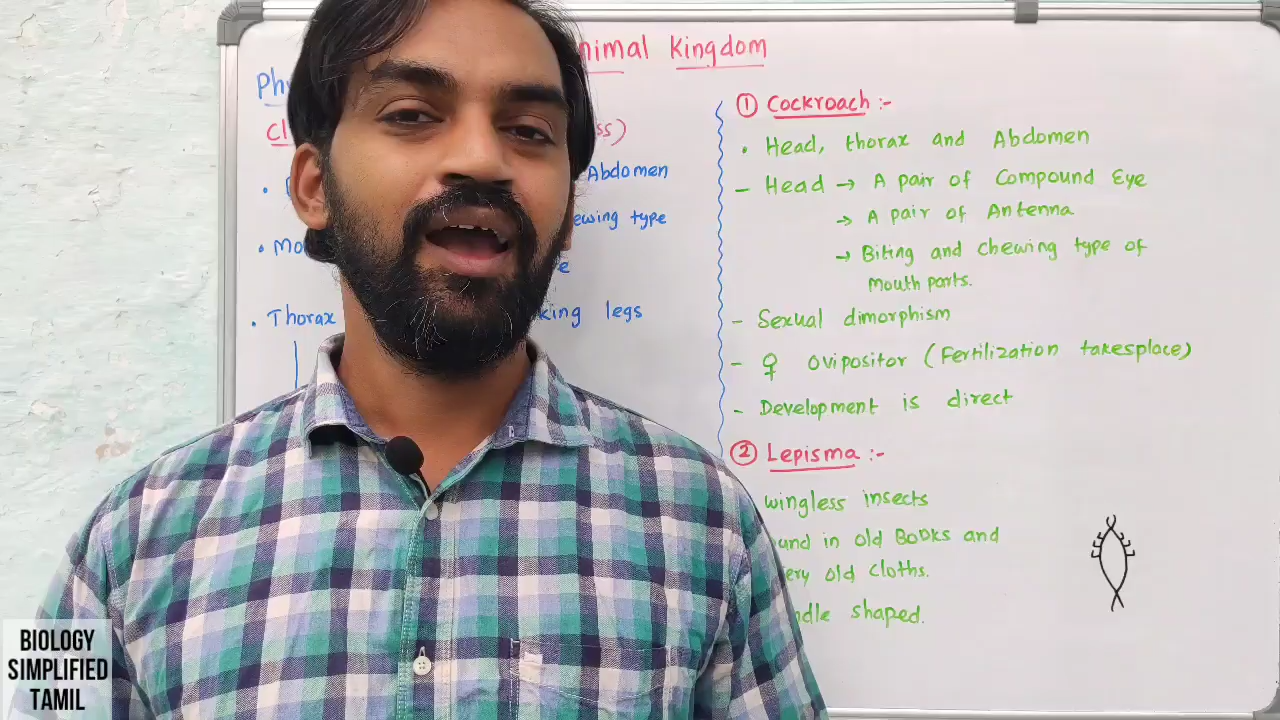 nimal Kingdom
Phy
cl ss)
Abdomen
ewing type
Mo
e
• Thorax king legs
① Cockroach :-
• Head, thorax and Abdomen
- Head → A pair of Compound Eye
→ A pair of Antenna
→ Biting and chewing type of
Mouth parts.
- Sexual dimorphism
- ♀ Ovipositor (Fertilization takesplace)
- Development is direct
② Lepisma :-
wingless insects
und in old Books and
ery old cloths.
ndle shaped.
BIOLOGY
SIMPLIFIED
TAMIL